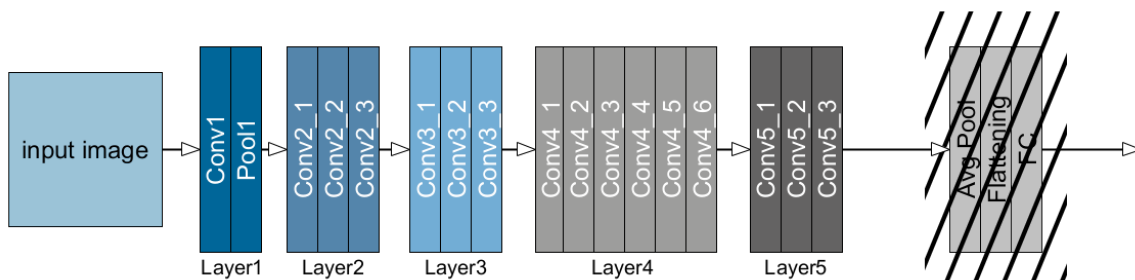 input image
Conv1
Pool1
Layer1
Conv2_1
Conv2_2
Conv2_3
Layer2
Conv3_1
Conv3_2
Conv3_3
Layer3
Conv4_1
Conv4_2
Conv4_3
Conv4_4
Conv4_5
Conv4_6
Layer4
Conv5_1
Conv5_2
Conv5_3
Layer5
Avg Pool
Flattening
FC